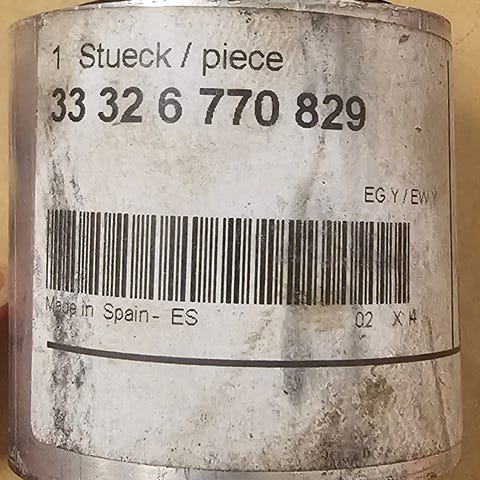 1 Stueck / piece
33 32 6 770 829
EG Y / EW Y
Made in Spain - ES 02 X H